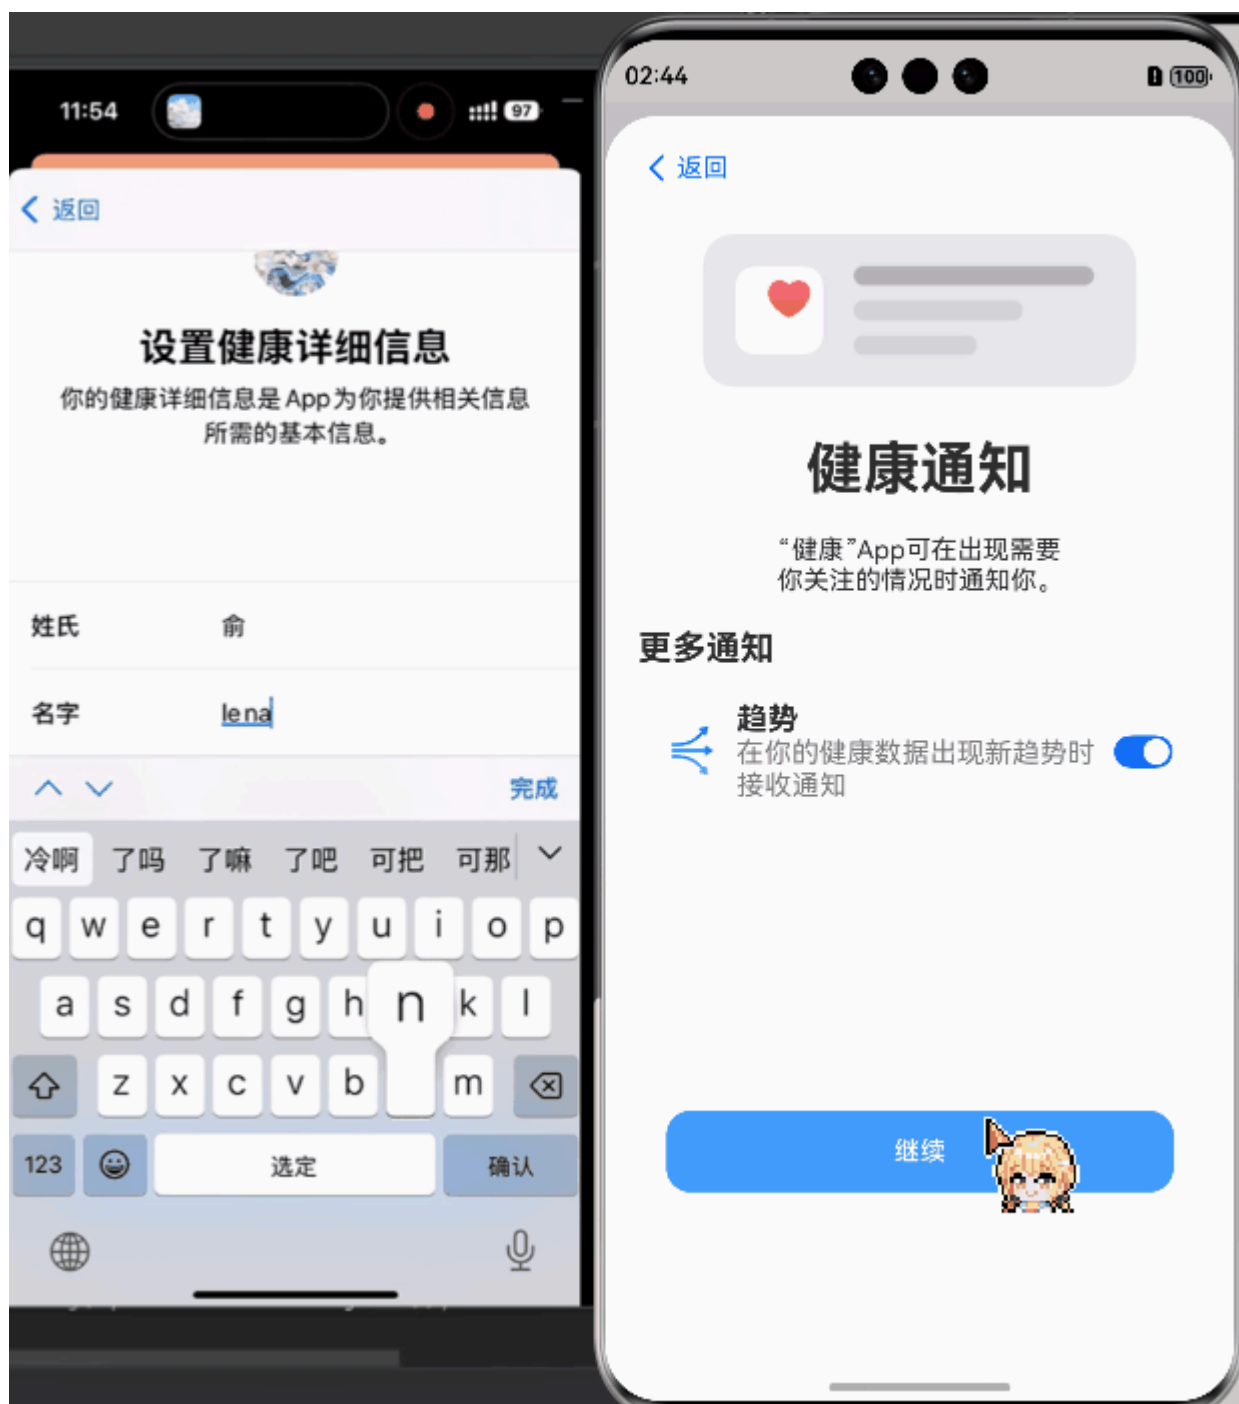 11:54
97
返回
设置健康详细信息
你的健康详细信息是 App 为你提供相关信息
所需的基本信息。
姓氏 俞
名字 lena
完成
冷啊 了吗 了嘛 了吧 可把 可那
q w e r t y u i o p
a s d f g h n k l
z x c v b m
123 选定 确认
02:44
100
返回
健康通知
“健康”App可在出现需要
你关注的情况时通知你。
更多通知
趋势
在你的健康数据出现新趋势时
接收通知
继续